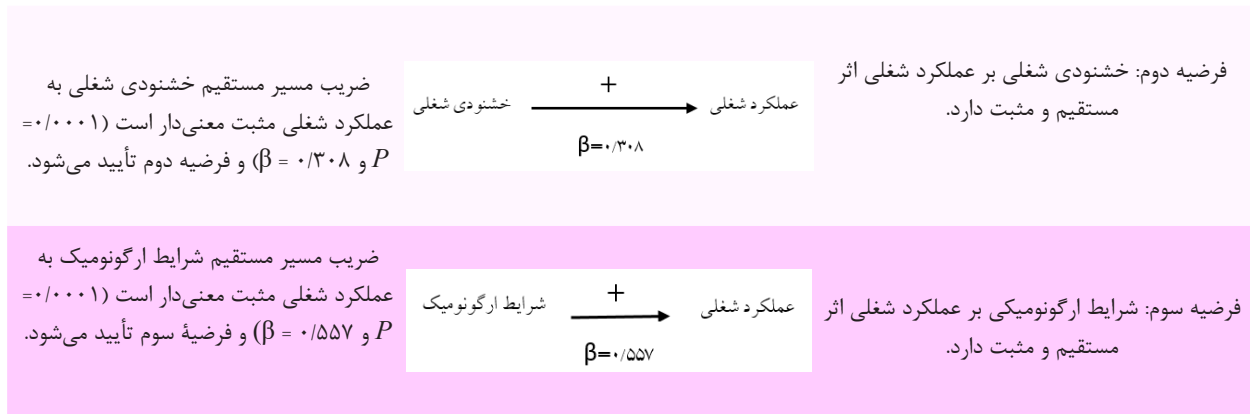 فرضیه دوم: خشنودی شغلی بر عملکرد شغلی اثر
مستقیم و مثبت دارد.
+
خشنودی شغلی
عملکرد شغلی
β=۰/۳۰۸
ضریب مسیر مستقیم خشنودی شغلی به
عملکرد شغلی مثبت معنی‌دار است (۰/۰۰۰۱=
P و β = ۰/۳۰۸) و فرضیه دوم تأیید می‌شود.
فرضیه سوم: شرایط ارگونومیکی بر عملکرد شغلی اثر
مستقیم و مثبت دارد.
+
شرایط ارگونومیک
عملکرد شغلی
β=۰/۵۵۷
ضریب مسیر مستقیم شرایط ارگونومیک به
عملکرد شغلی مثبت معنی‌دار است (۰/۰۰۰۱=
P و β = ۰/۵۵۷) و فرضیۀ سوم تأیید می‌شود.